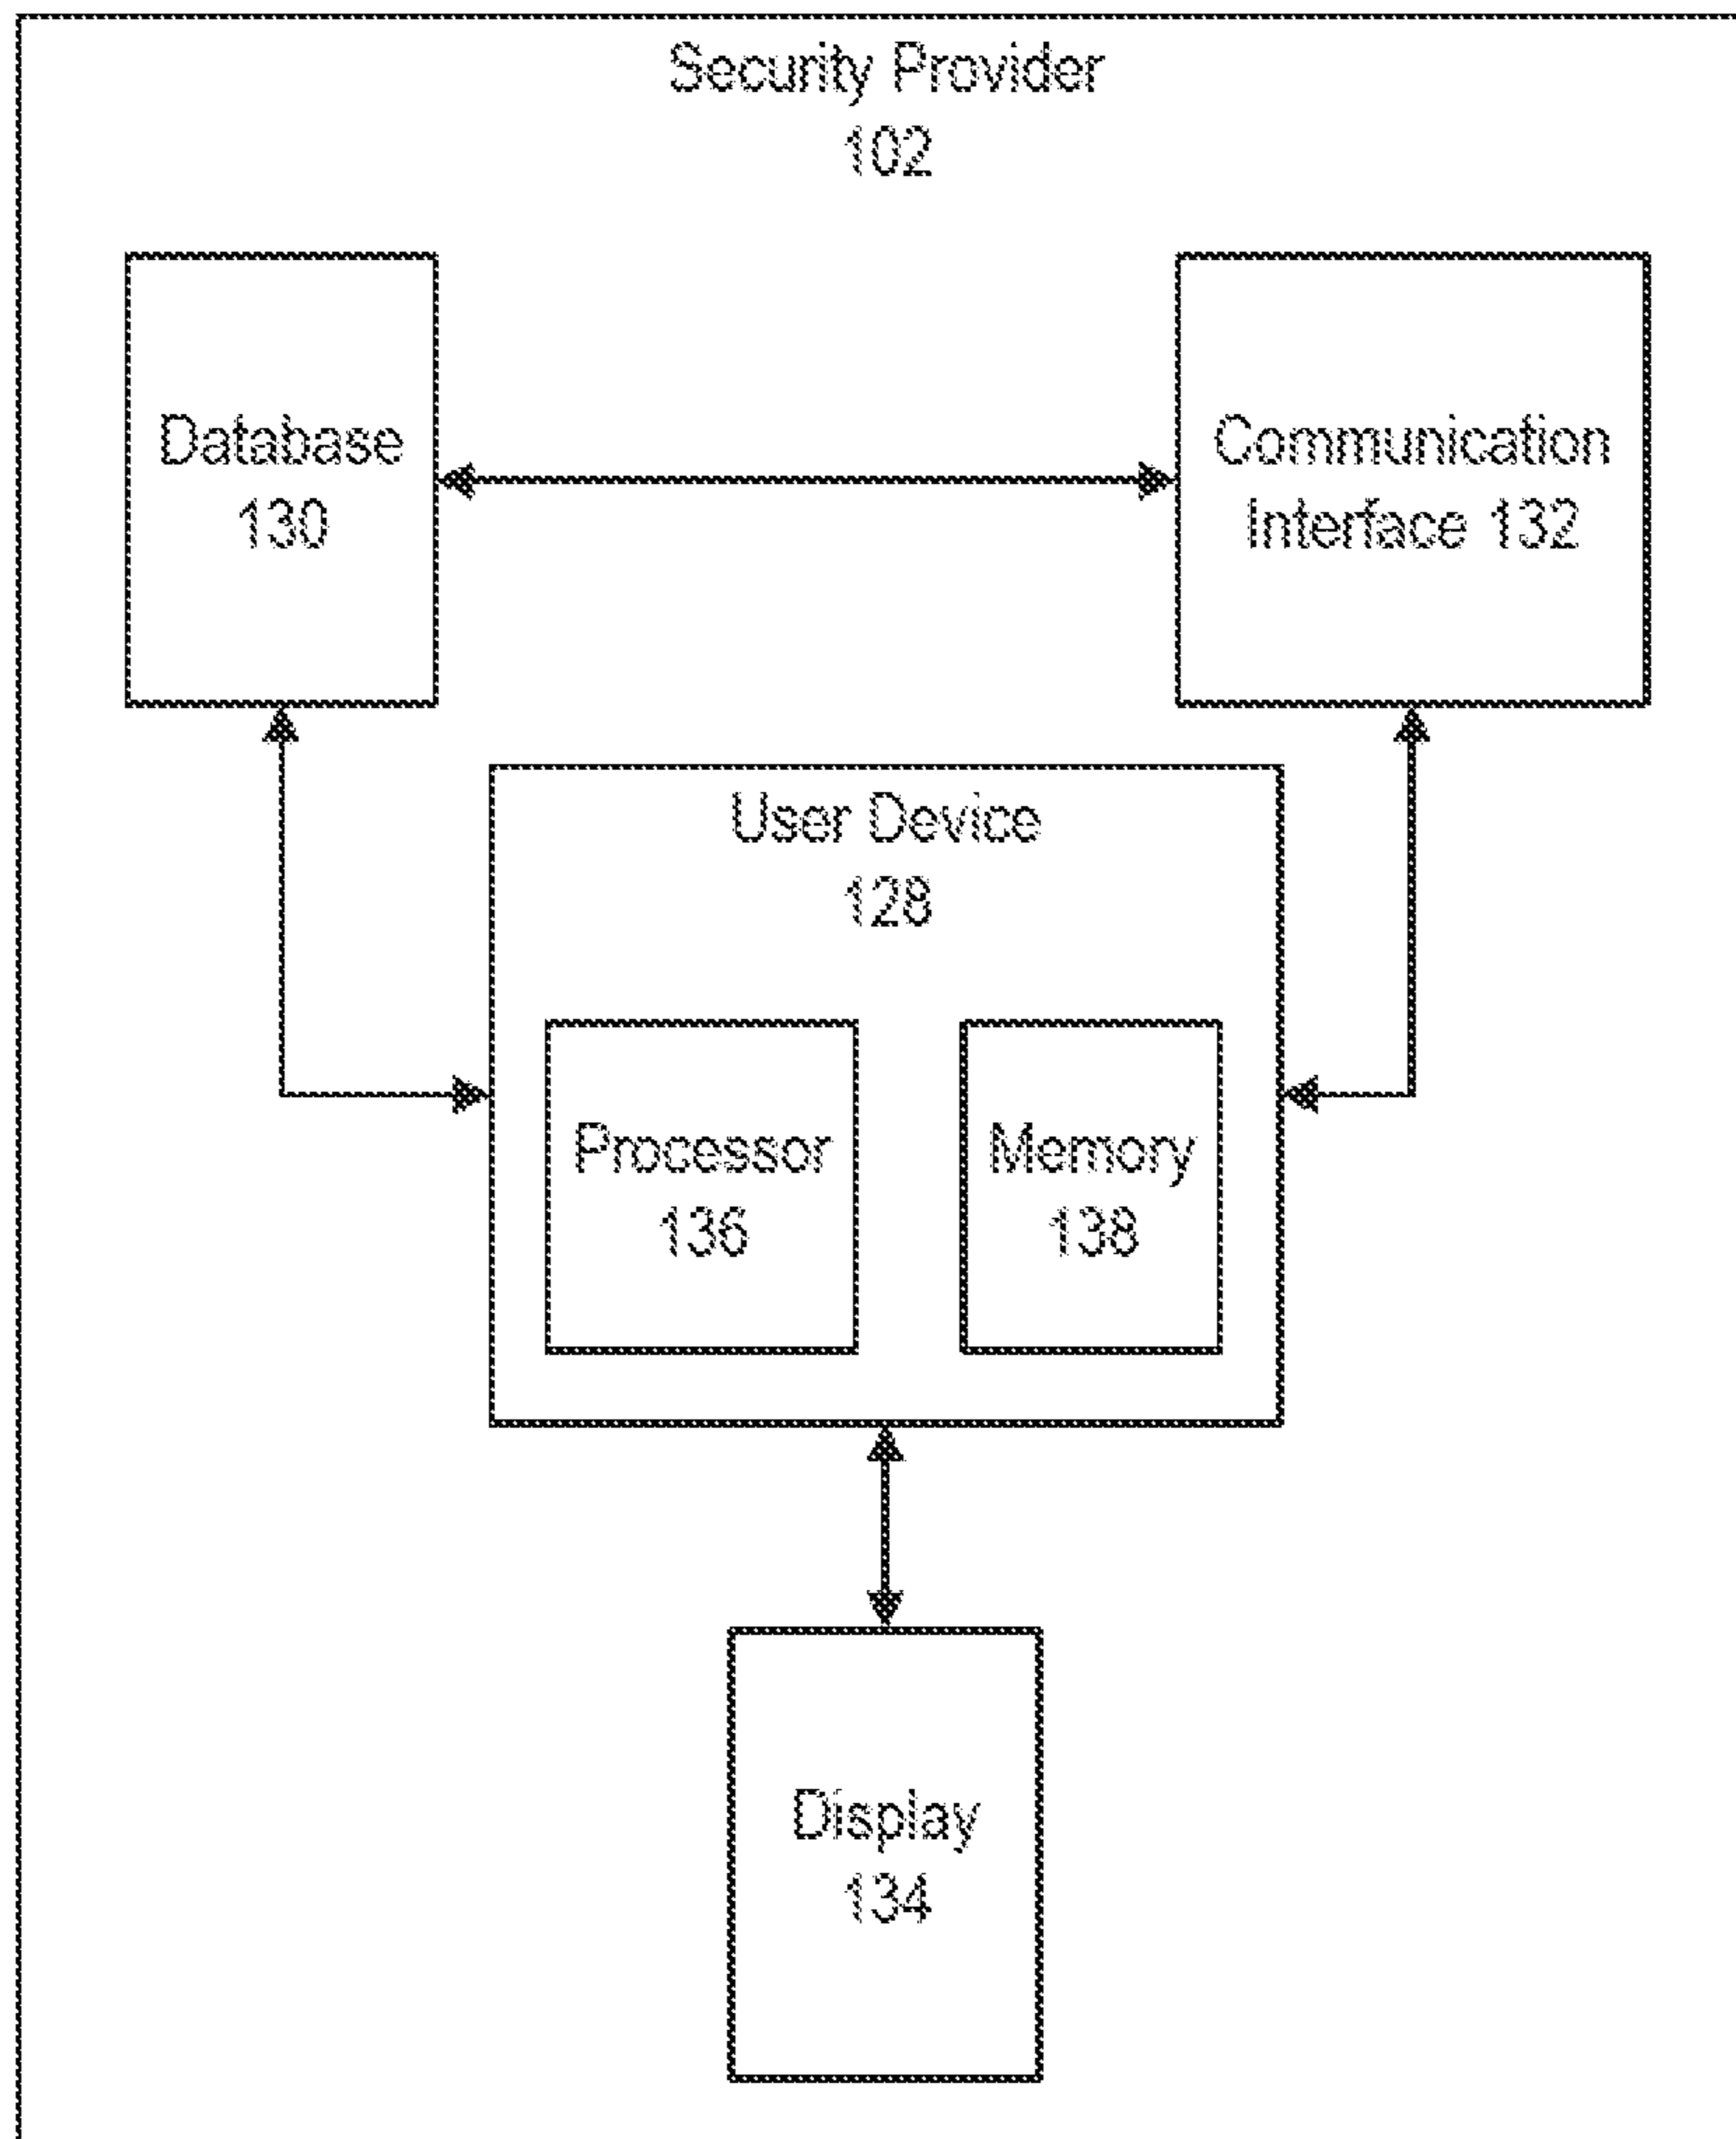 Security Provider
102
Database
130
Communication
Interface 132
User Device
128
Processor
136
Memory
138
Display
134